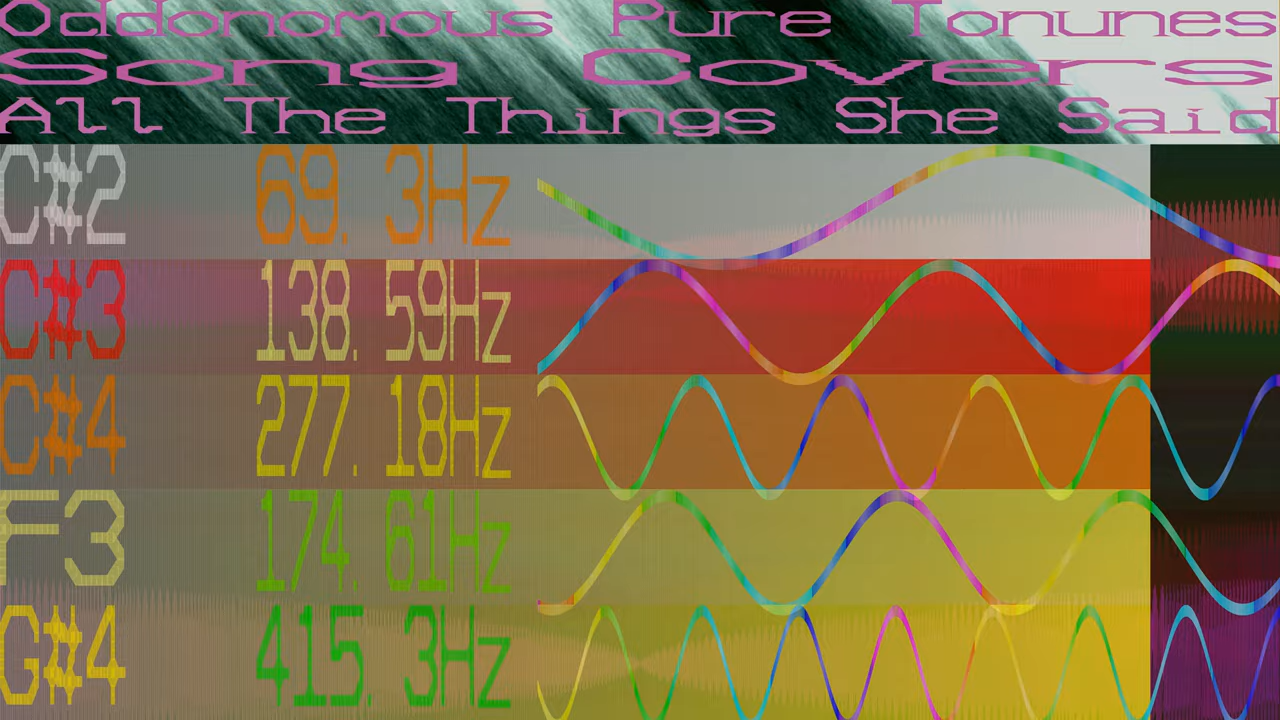 Oddonomous Pure Tonunes
Song Covers
All The Things She Said
C#2 69.3Hz
C#3 138.59Hz
C#4 277.18Hz
F3 174.61Hz
G#4 415.3Hz